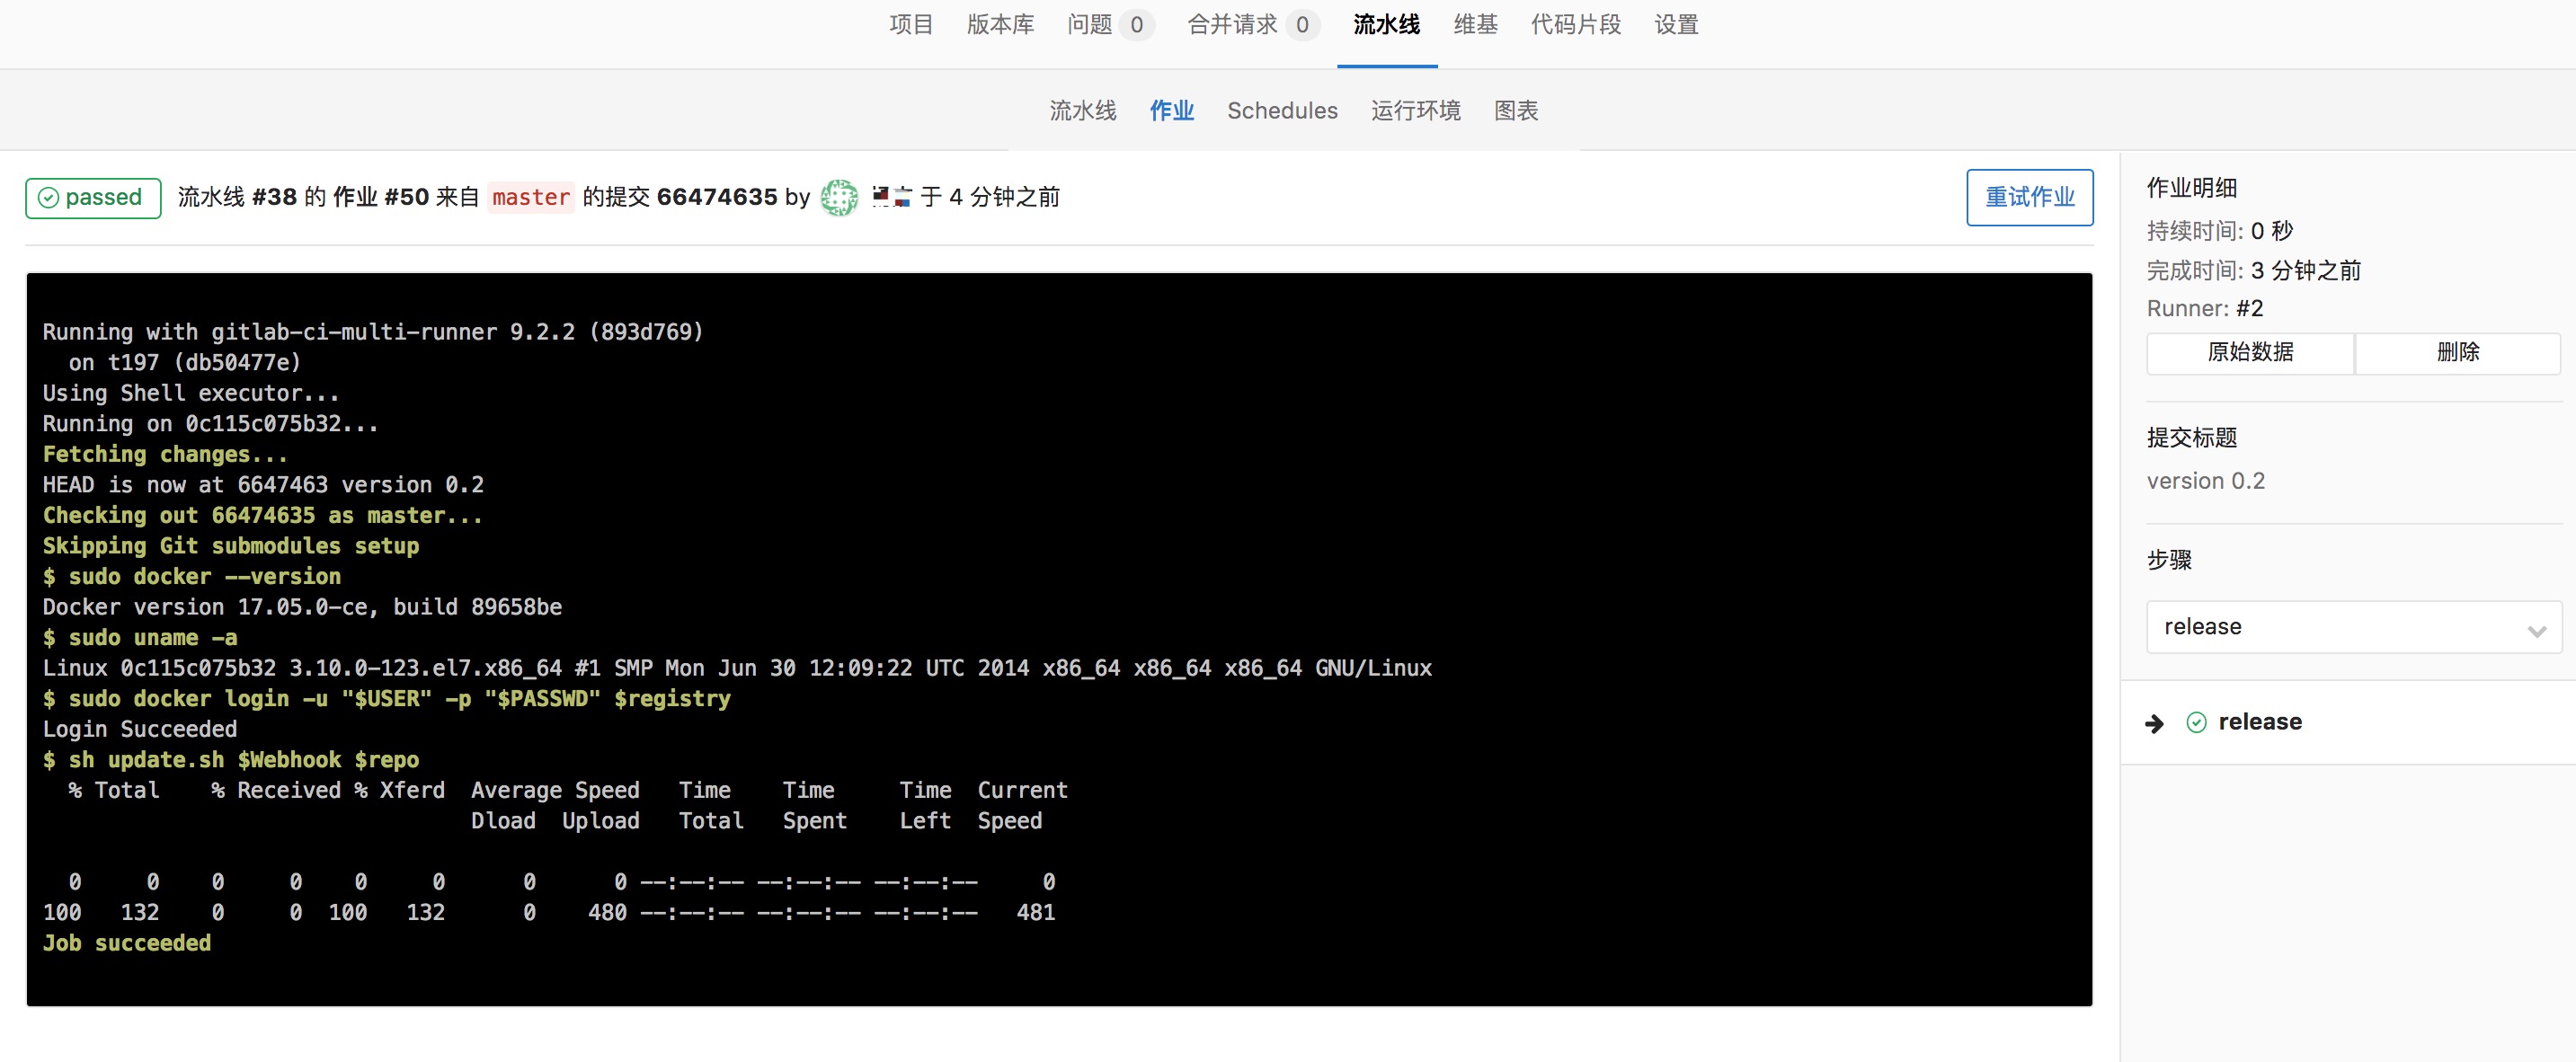 项目 版本库 问题 0 合并请求 0 流水线 维基 代码片段 设置
流水线 作业 Schedules 运行环境 图表
passed 流水线 #38 的 作业 #50 来自 master 的提交 66474635 by 于 4 分钟之前
重试作业
Running with gitlab-ci-multi-runner 9.2.2 (893d769)
  on t197 (db50477e)
Using Shell executor...
Running on 0c115c075b32...
Fetching changes...
HEAD is now at 6647463 version 0.2
Checking out 66474635 as master...
Skipping Git submodules setup
$ sudo docker --version
Docker version 17.05.0-ce, build 89658be
$ sudo uname -a
Linux 0c115c075b32 3.10.0-123.el7.x86_64 #1 SMP Mon Jun 30 12:09:22 UTC 2014 x86_64 x86_64 x86_64 GNU/Linux
$ sudo docker login -u "$USER" -p "$PASSWD" $registry
Login Succeeded
$ sh update.sh $Webhook $repo
  % Total    % Received % Xferd  Average Speed   Time    Time     Time  Current
                                 Dload  Upload   Total   Spent    Left  Speed
  0     0    0     0    0     0      0      0 --:--:-- --:--:-- --:--:--     0
100   132    0     0  100   132      0    480 --:--:-- --:--:-- --:--:--   481
Job succeeded
作业明细
持续时间: 0 秒
完成时间: 3 分钟之前
Runner: #2
原始数据 删除
提交标题
version 0.2
步骤
release
release